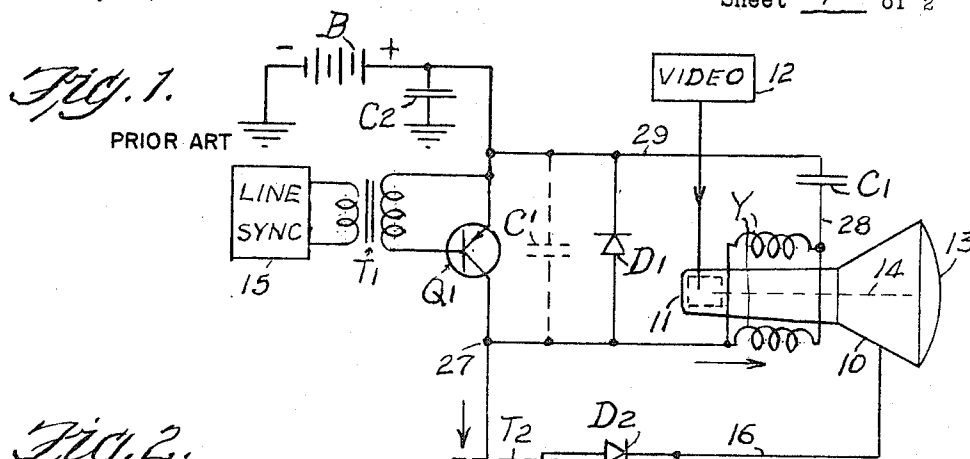 Sheet 1 of 2
Fig. 1.
PRIOR ART
- B +
C2
VIDEO 12
29
C1
LINE
SYNC
15
T1
Q1
C'
D1
Y
28
13
14
11
10
27
Fig. 2.
T2
D2
16